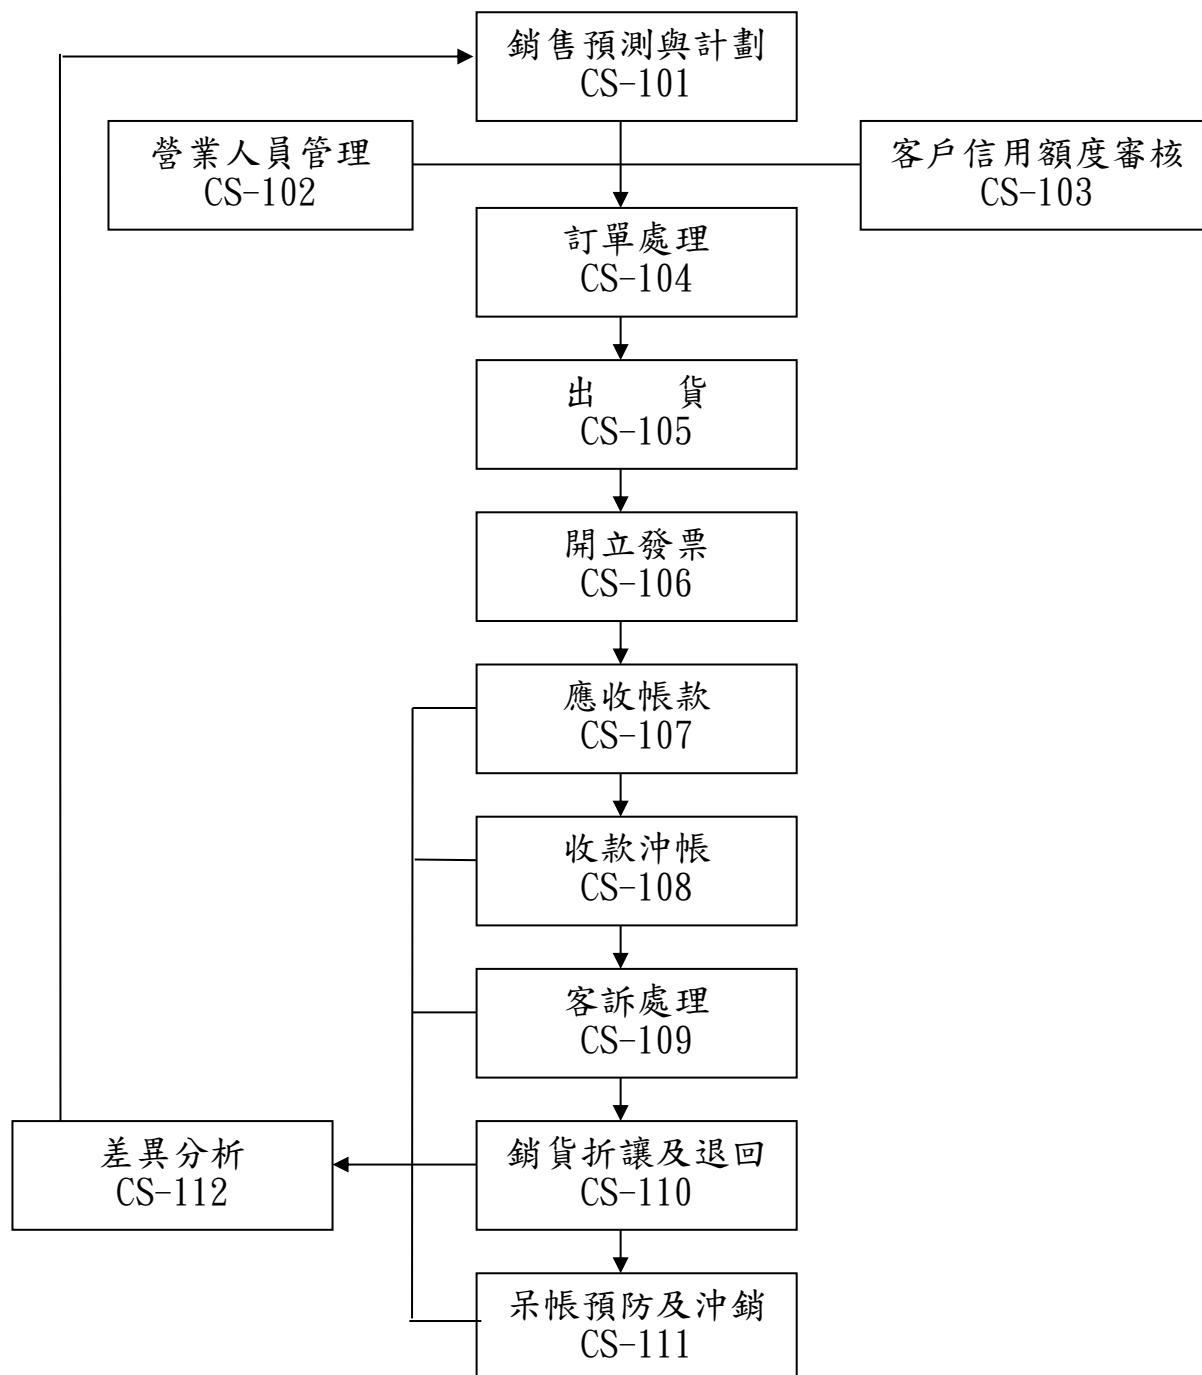 銷售預測與計劃
CS-101
營業人員管理
CS-102
客戶信用額度審核
CS-103
訂單處理
CS-104
出 貨
CS-105
開立發票
CS-106
應收帳款
CS-107
收款沖帳
CS-108
客訴處理
CS-109
差異分析
CS-112
銷貨折讓及退回
CS-110
呆帳預防及沖銷
CS-111